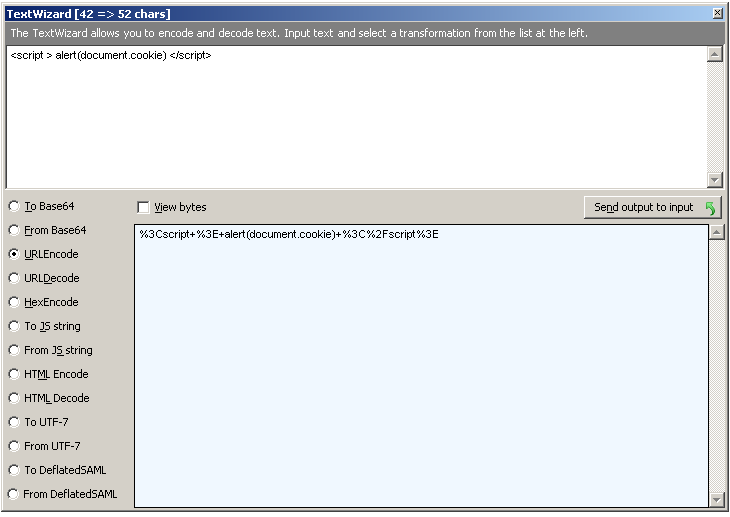 TextWizard [42 => 52 chars]
The TextWizard allows you to encode and decode text. Input text and select a transformation from the list at the left.
<script > alert(document.cookie) </script>
To Base64
View bytes
Send output to input
From Base64
%3Cscript+%3E+alert(document.cookie)+%3C%2Fscript%3E
URLEncode
URLDecode
HexEncode
To JS string
From JS string
HTML Encode
HTML Decode
To UTF-7
From UTF-7
To DeflatedSAML
From DeflatedSAML